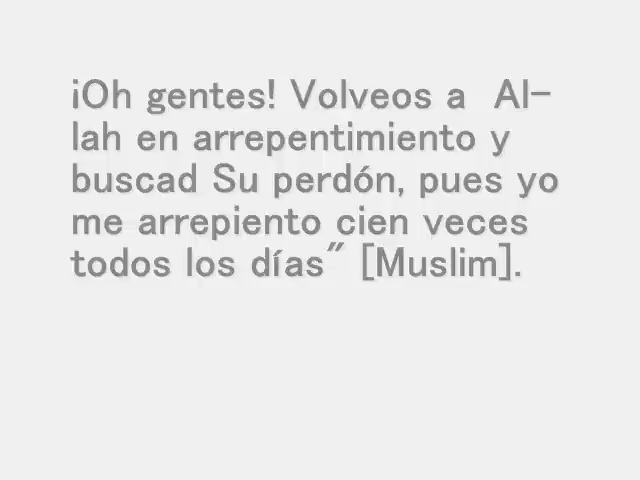 ¡Oh gentes! Volveos a  Al-
lah en arrepentimiento y
buscad Su perdón, pues yo
me arrepiento cien veces
todos los días" [Muslim].